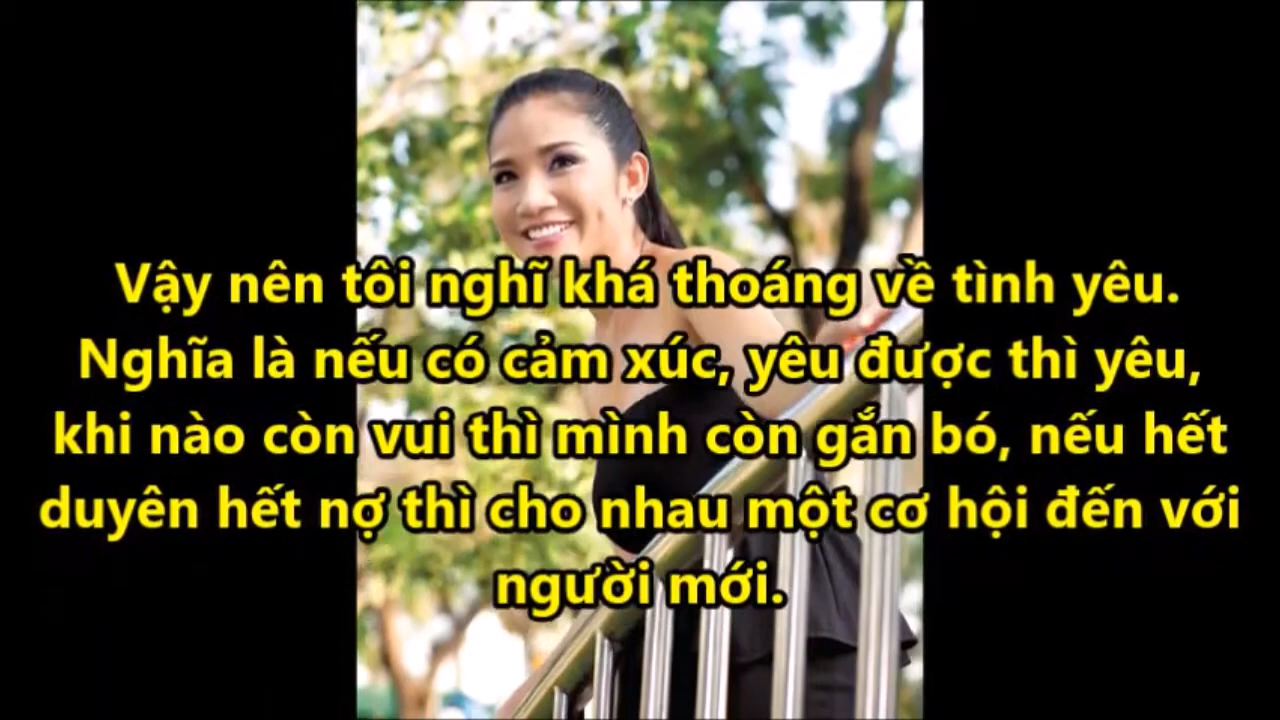 Vậy nên tôi nghĩ khá thoáng về tình yêu.
Nghĩa là nếu có cảm xúc, yêu được thì yêu,
khi nào còn vui thì mình còn gắn bó, nếu hết
duyên hết nợ thì cho nhau một cơ hội đến với
người mới.